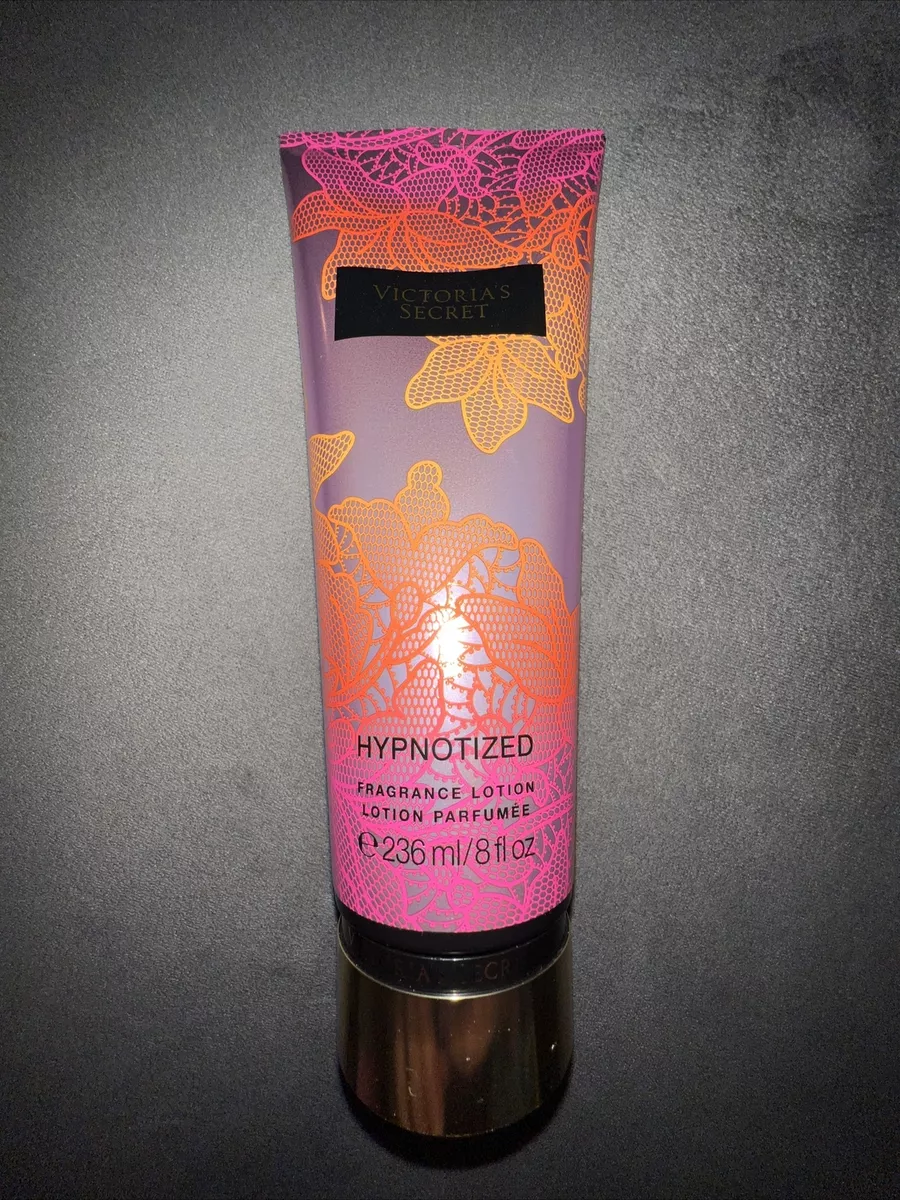 VICTORIA'S
SECRET
HYPNOTIZED
FRAGRANCE LOTION
LOTION PARFUMÉE
℮236 ml/8 fl oz